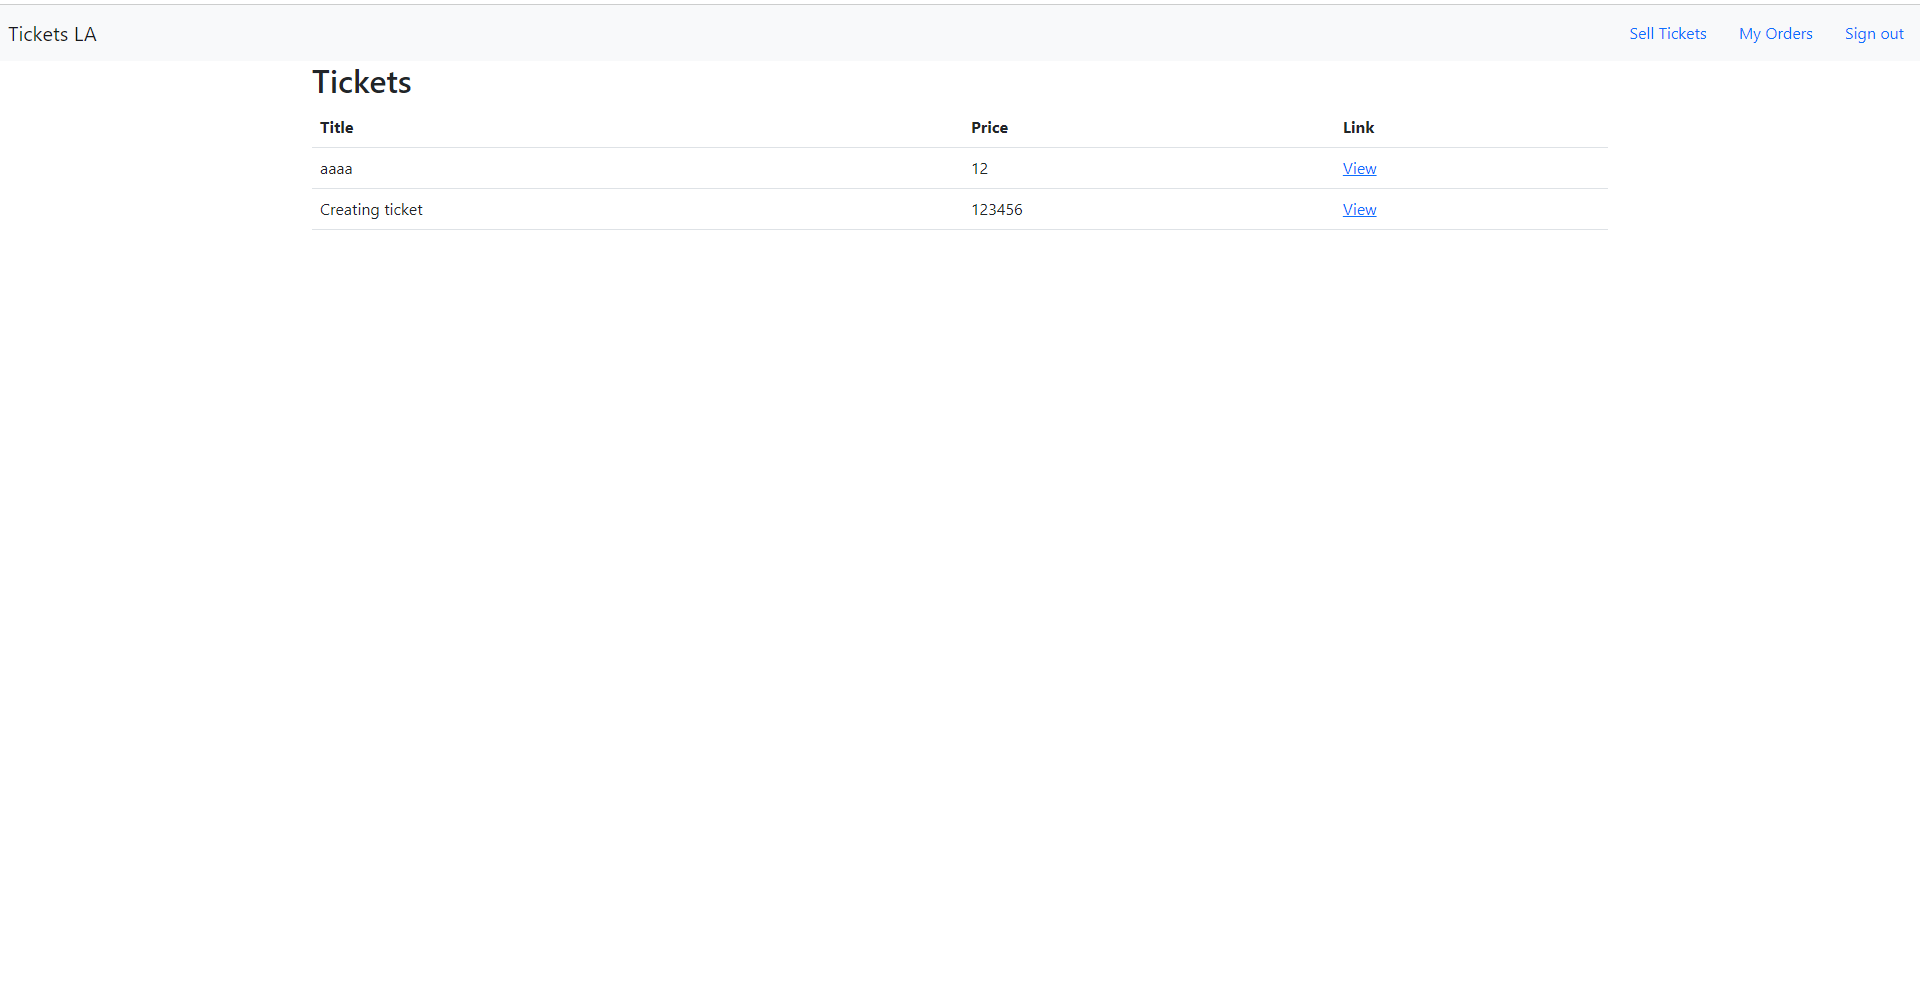 Tickets LA Sell Tickets My Orders Sign out
Tickets
Title Price Link
aaaa 12 View
Creating ticket 123456 View